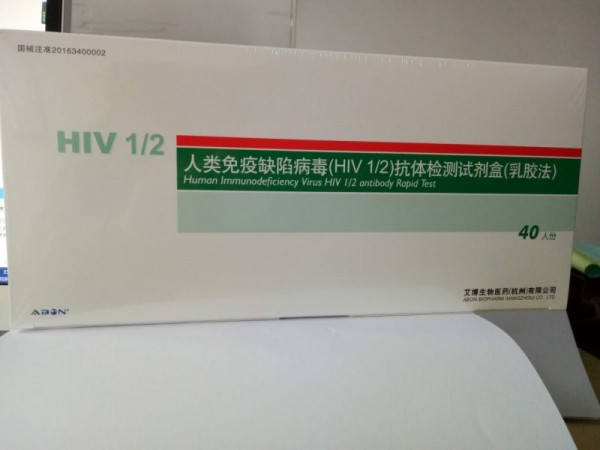 国械注准20163400002
HIV 1/2
人类免疫缺陷病毒(HIV 1/2)抗体检测试剂盒(乳胶法)
Human Immunodeficiency Virus HIV 1/2 antibody Rapid Test
40 人份
艾博生物医药(杭州)有限公司
ABON BIOPHARM (HANGZHOU) CO., LTD
ABON